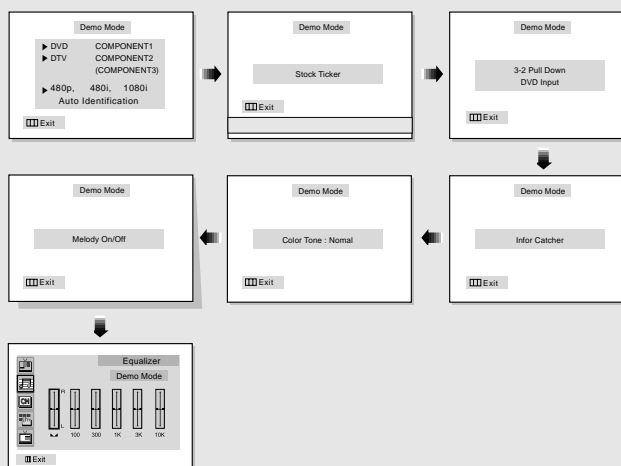 Demo Mode
DVD COMPONENT1
DTV COMPONENT2
(COMPONENT3)
480p, 480i, 1080i
Auto Identification
Exit
Demo Mode
Stock Ticker
Exit
Demo Mode
3-2 Pull Down
DVD Input
Exit
Demo Mode
Infor Catcher
Exit
Demo Mode
Color Tone : Nomal
Exit
Demo Mode
Melody On/Off
Exit
Equalizer
Demo Mode
CH
R
L
100 300 1K 3K 10K
Exit